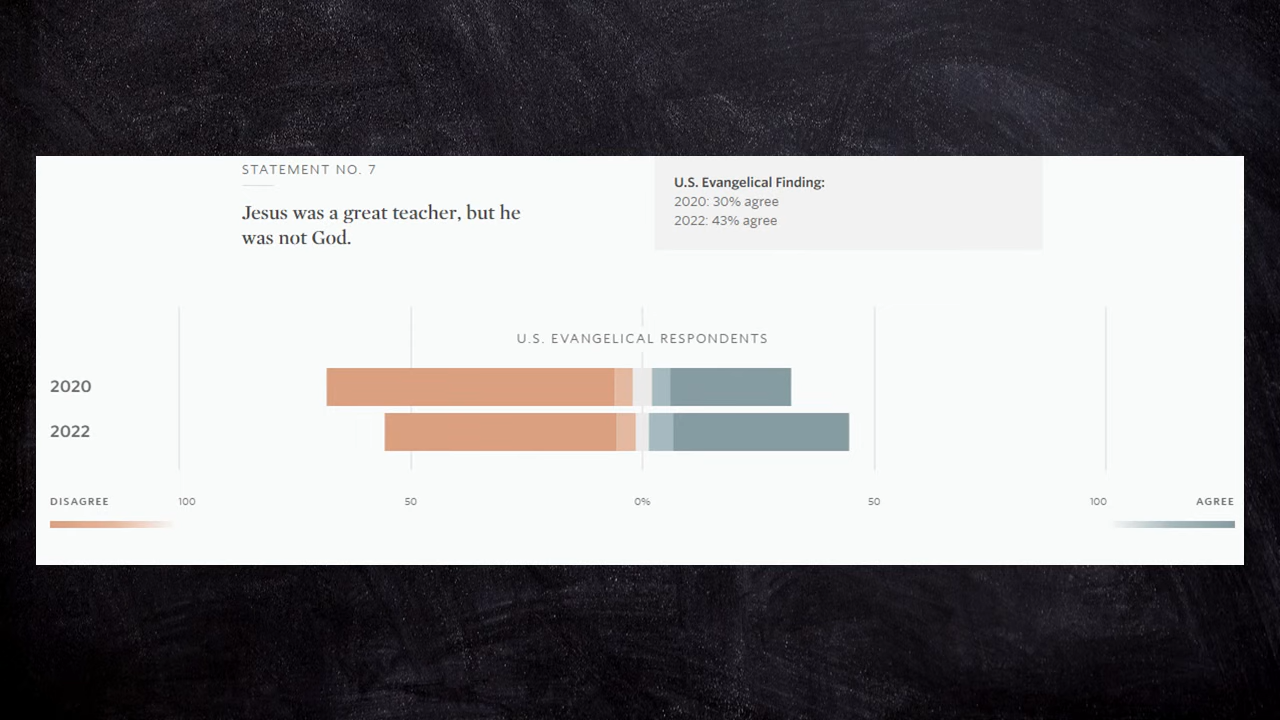 STATEMENT NO. 7
Jesus was a great teacher, but he
was not God.
U.S. Evangelical Finding:
2020: 30% agree
2022: 43% agree
U.S. EVANGELICAL RESPONDENTS
2020
2022
DISAGREE 100 50 0% 50 100 AGREE